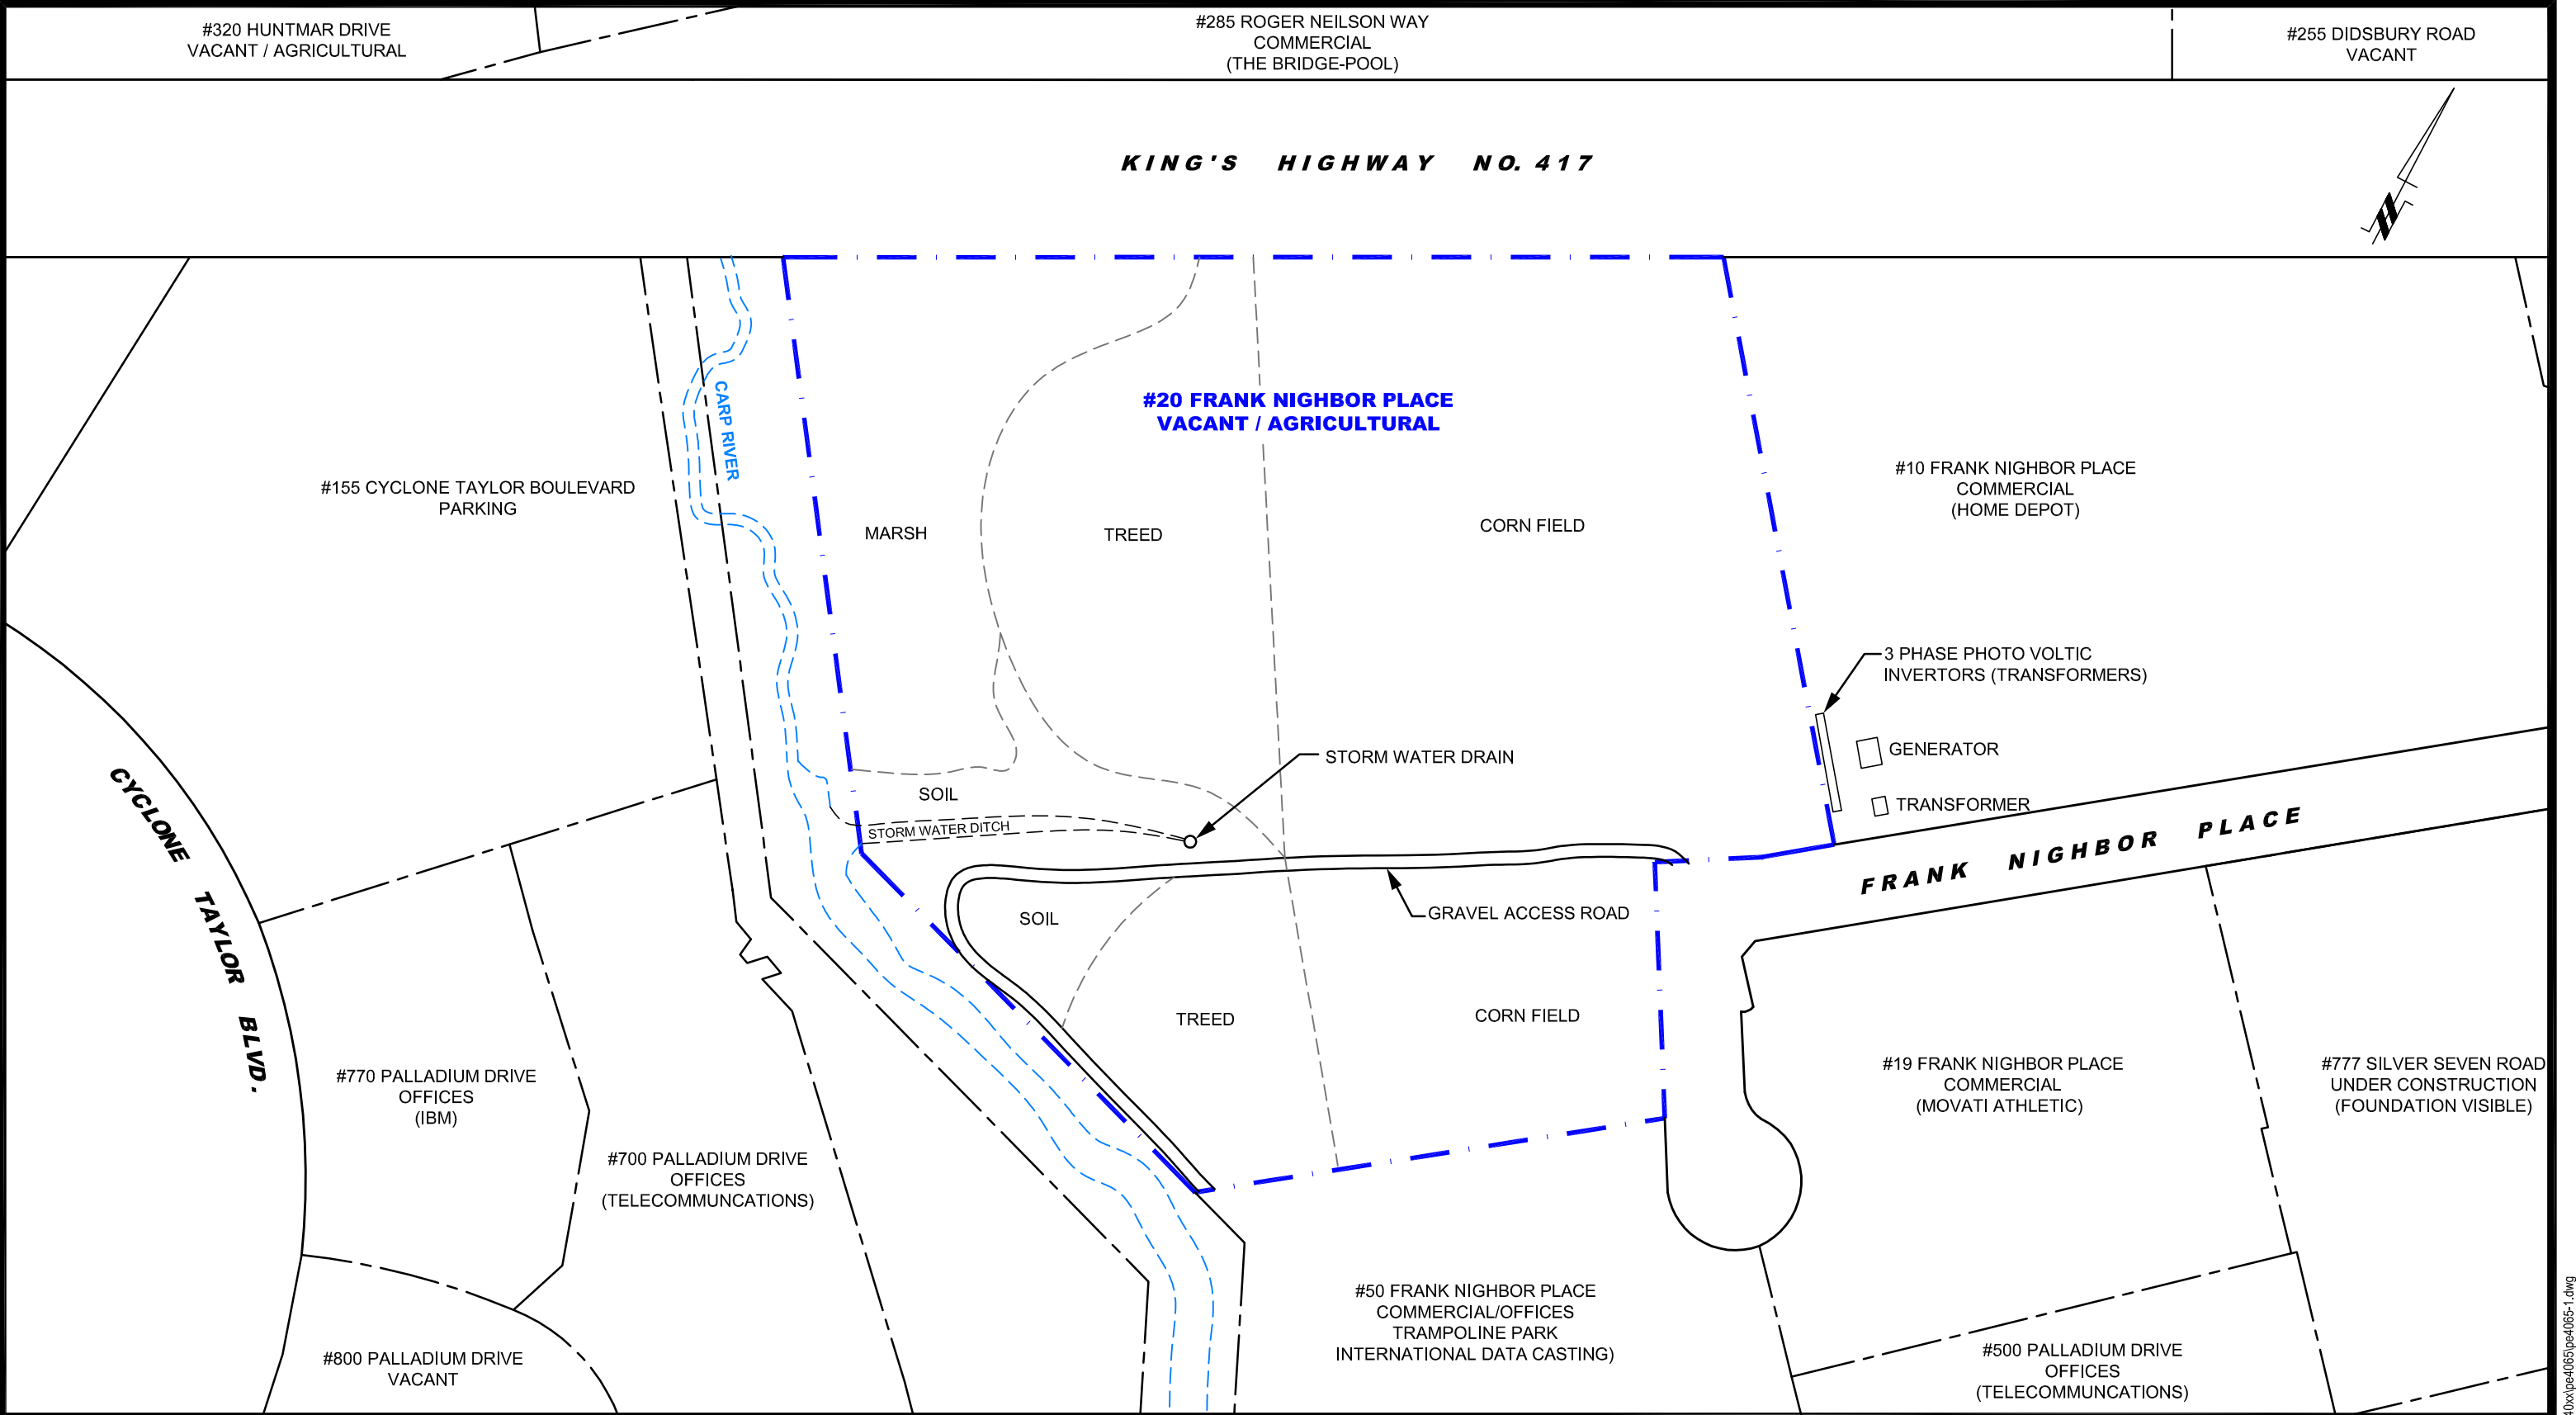 #320 HUNTMAR DRIVE
VACANT / AGRICULTURAL
#285 ROGER NEILSON WAY
COMMERCIAL
(THE BRIDGE-POOL)
#255 DIDSBURY ROAD
VACANT
KING'S HIGHWAY NO. 417
#155 CYCLONE TAYLOR BOULEVARD
PARKING
CARP RIVER
#20 FRANK NIGHBOR PLACE
VACANT / AGRICULTURAL
MARSH
TREED
CORN FIELD
#10 FRANK NIGHBOR PLACE
COMMERCIAL
(HOME DEPOT)
3 PHASE PHOTO VOLTIC
INVERTORS (TRANSFORMERS)
GENERATOR
TRANSFORMER
STORM WATER DRAIN
SOIL
STORM WATER DITCH
FRANK NIGHBOR PLACE
GRAVEL ACCESS ROAD
SOIL
TREED
CORN FIELD
CYCLONE TAYLOR BLVD.
#770 PALLADIUM DRIVE
OFFICES
(IBM)
#700 PALLADIUM DRIVE
OFFICES
(TELECOMMUNCATIONS)
#19 FRANK NIGHBOR PLACE
COMMERCIAL
(MOVATI ATHLETIC)
#777 SILVER SEVEN ROAD
UNDER CONSTRUCTION
(FOUNDATION VISIBLE)
#800 PALLADIUM DRIVE
VACANT
#50 FRANK NIGHBOR PLACE
COMMERCIAL/OFFICES
TRAMPOLINE PARK
INTERNATIONAL DATA CASTING)
#500 PALLADIUM DRIVE
OFFICES
(TELECOMMUNCATIONS)
40xx\pe4065\pe4065-1.dwg